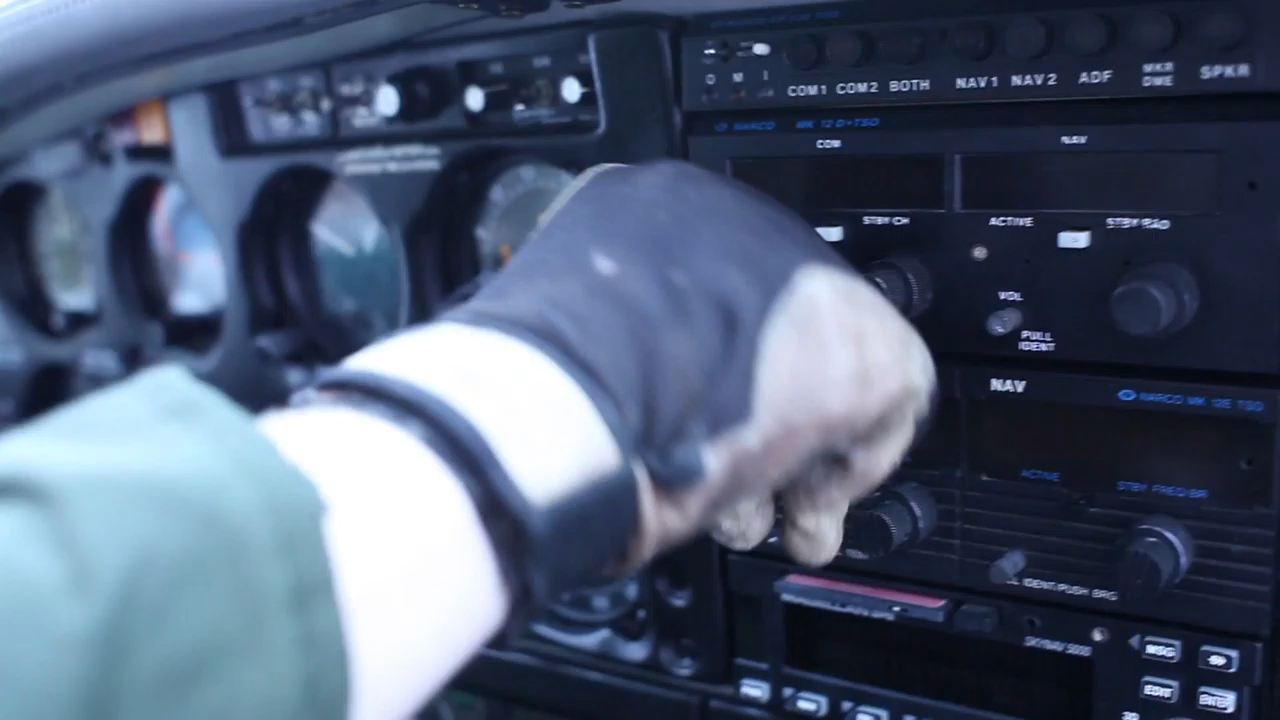 O M I
COM1 COM2 BOTH NAV1 NAV2 ADF MKR DME SPKR
NARCO MK 12 D+TSO
COM NAV
STBY CH ACTIVE STBY RAD
VOL
PULL IDENT
NAV NARCO MK 12E TSO
ACTIVE STBY FREQ/BR
IDENT/PUSH BRG
SKYNAV 5000
MSG
EDIT ENTER